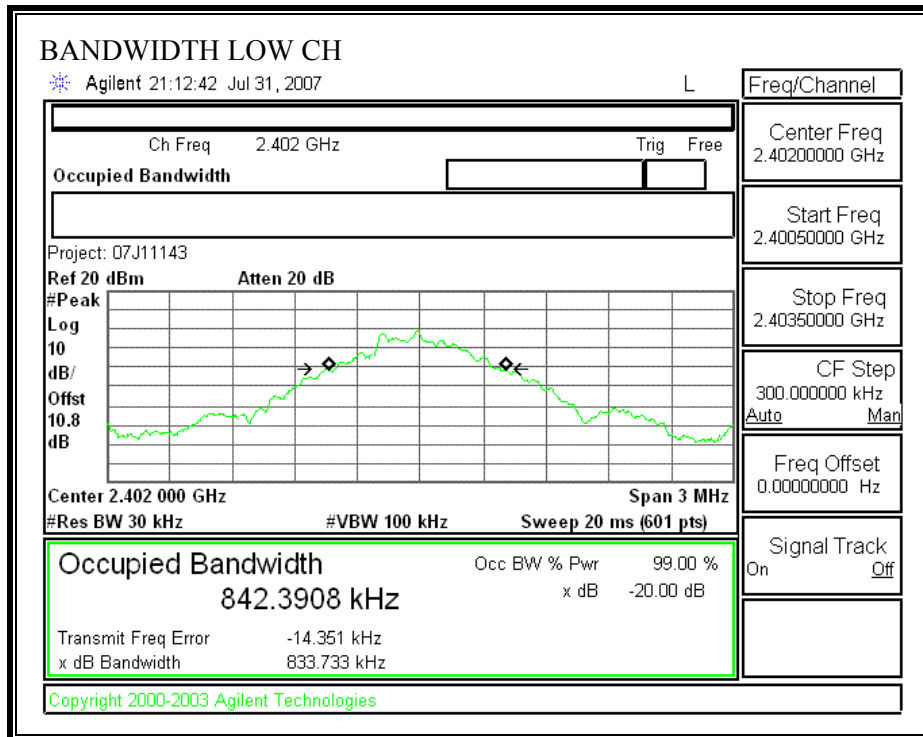 BANDWIDTH LOW CH
Agilent 21:12:42 Jul 31, 2007
L
Freq/Channel
Ch Freq 2.402 GHz
Trig Free
Occupied Bandwidth
Center Freq
2.40200000 GHz
Start Freq
2.40050000 GHz
Stop Freq
2.40350000 GHz
CF Step
300.000000 kHz
Auto Man
Freq Offset
0.00000000 Hz
Signal Track
On Off
Project: 07J11143
Ref 20 dBm Atten 20 dB
#Peak
Log
10
dB/
Offst
10.8
dB
Center 2.402 000 GHz Span 3 MHz
#Res BW 30 kHz #VBW 100 kHz Sweep 20 ms (601 pts)
Occupied Bandwidth
842.3908 kHz
Occ BW % Pwr 99.00 %
x dB -20.00 dB
Transmit Freq Error -14.351 kHz
x dB Bandwidth 833.733 kHz
Copyright 2000-2003 Agilent Technologies